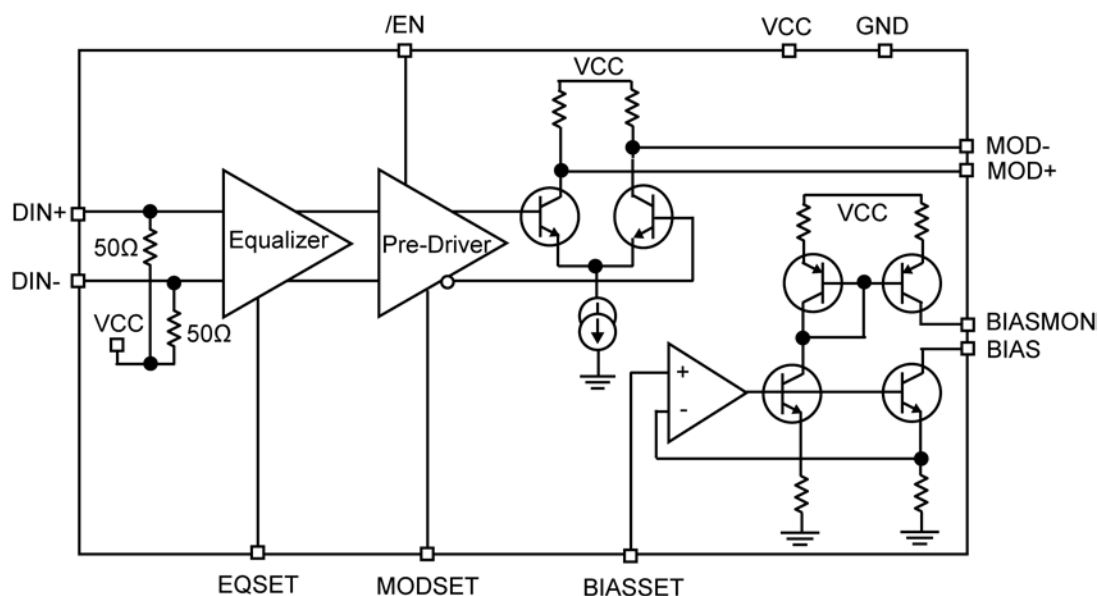 /EN
VCC
GND
VCC
MOD-
MOD+
DIN+
50Ω
Equalizer
Pre-Driver
VCC
DIN-
VCC
50Ω
BIASMON
BIAS
+
-
EQSET
MODSET
BIASSET